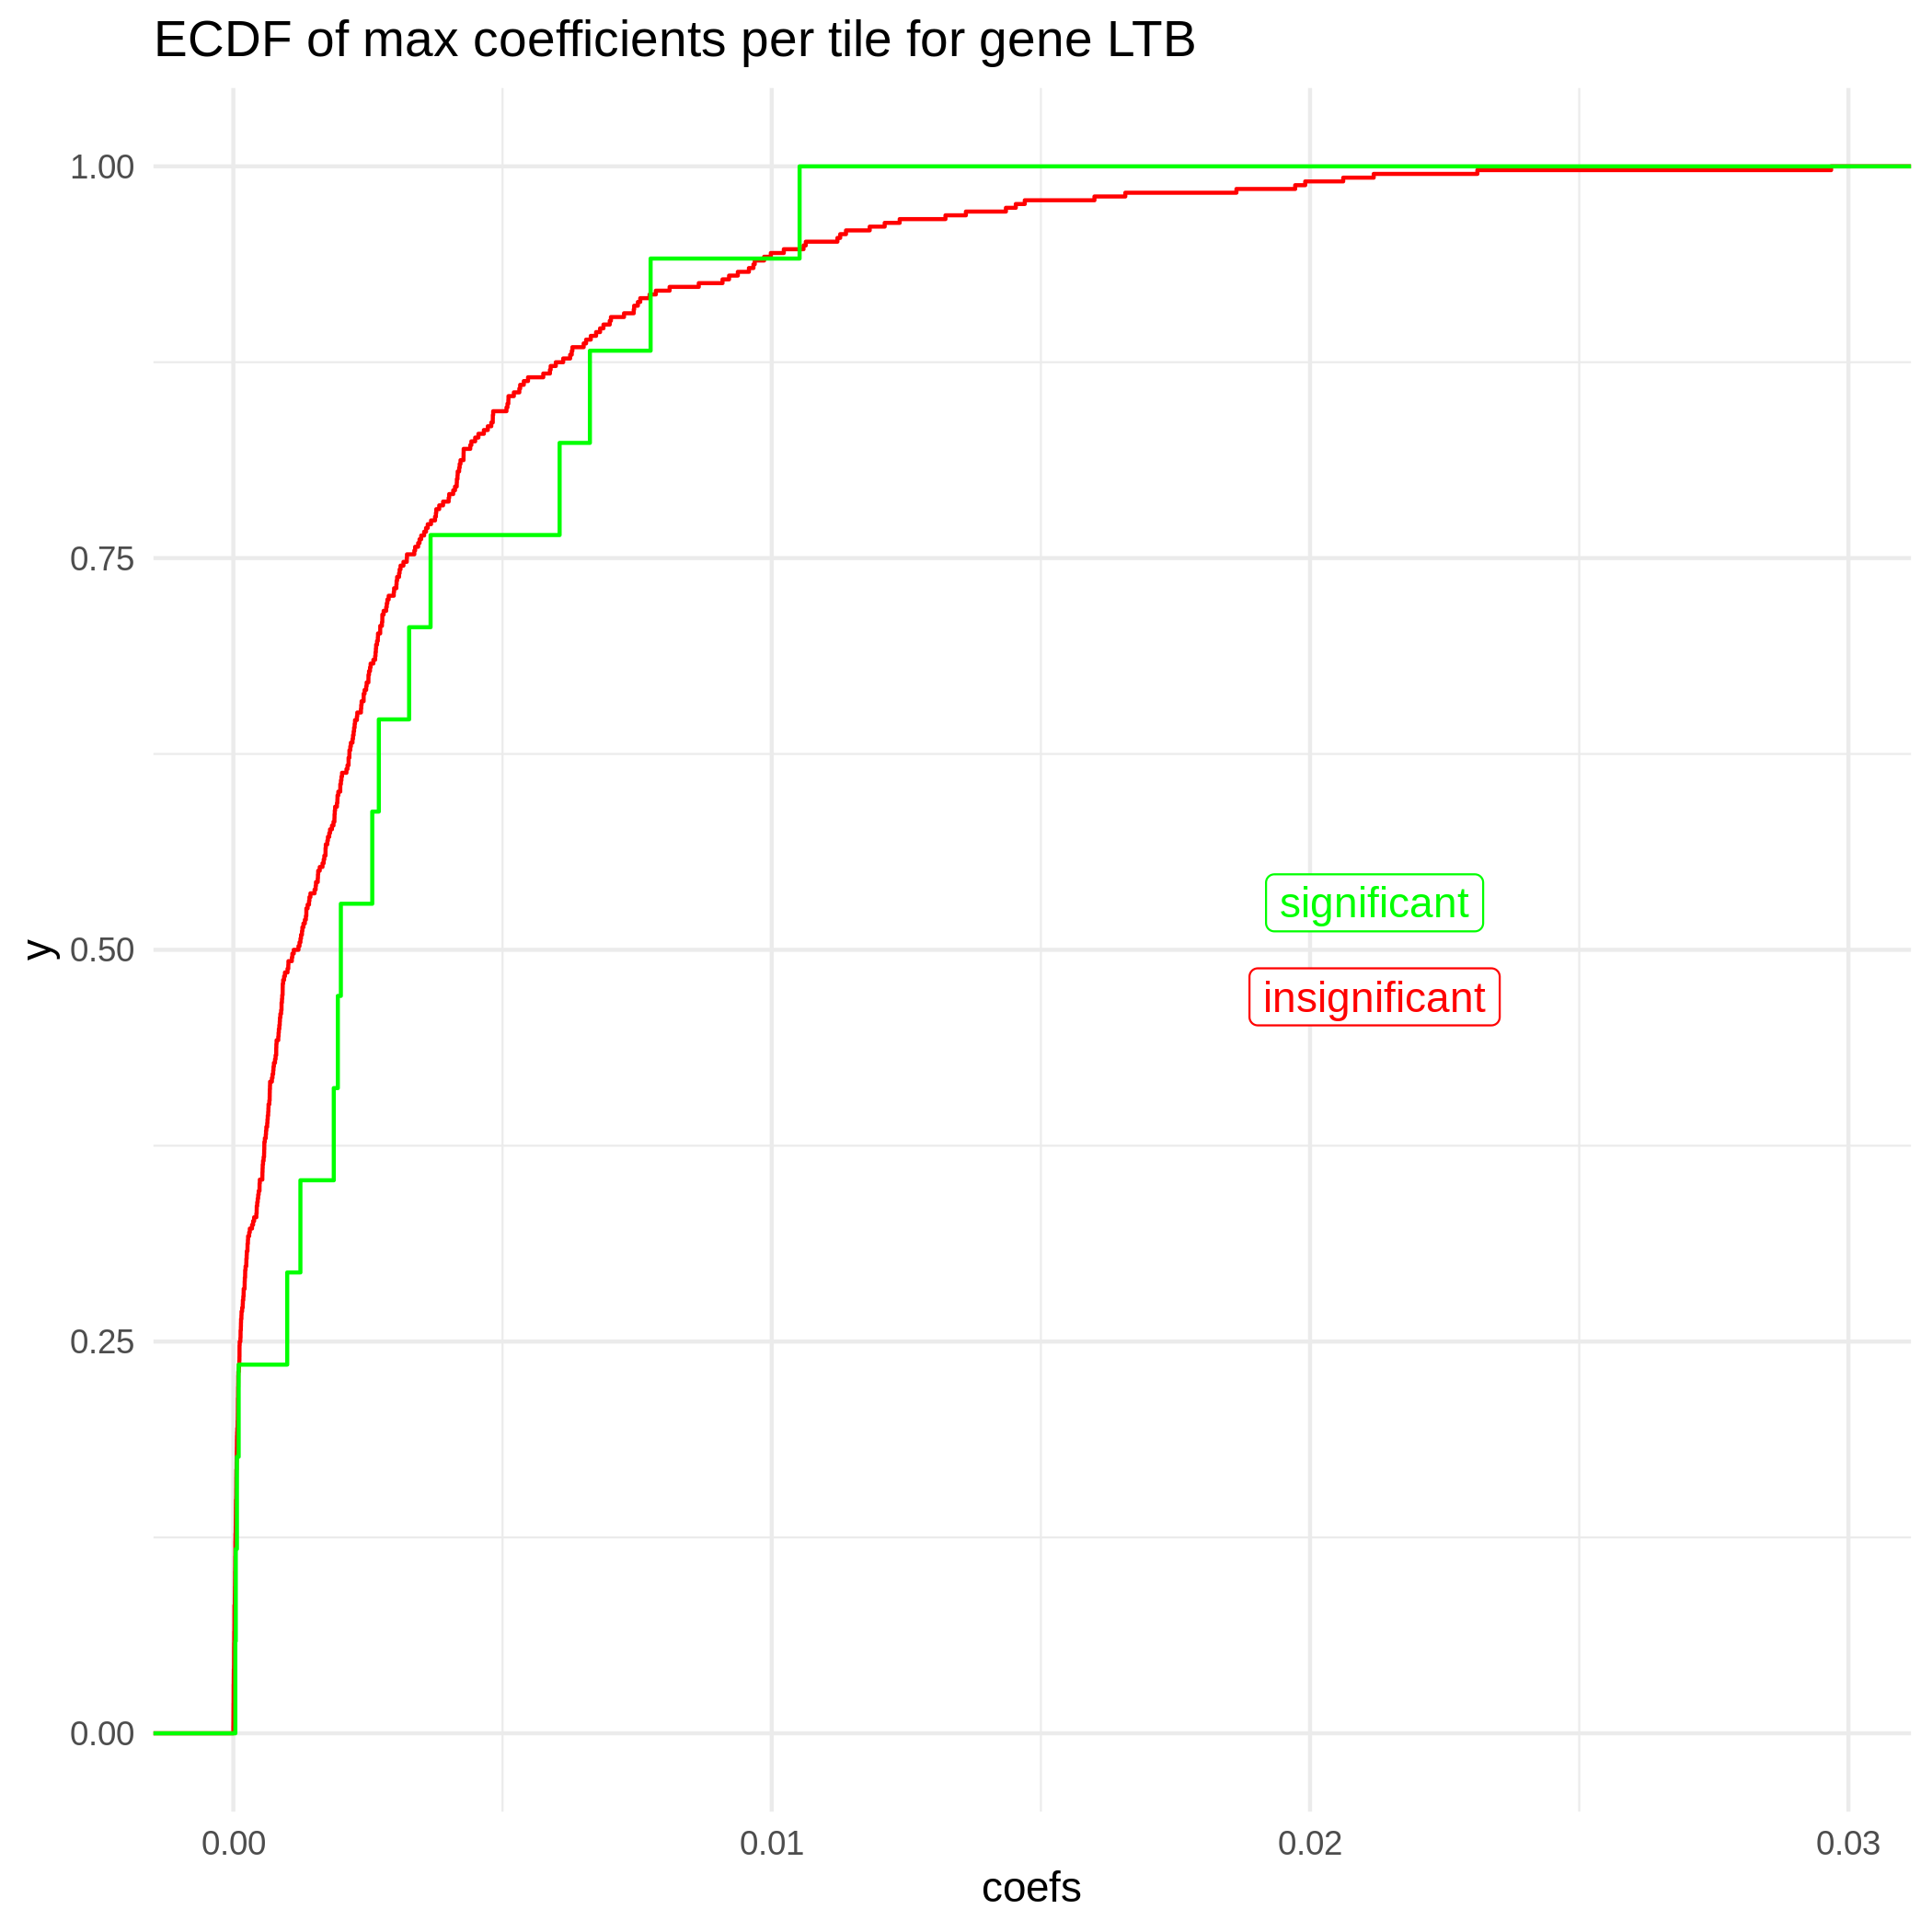 ECDF of max coefficients per tile for gene LTB
1.00
0.75
0.50
0.25
0.00
y
significant
insignificant
0.00 0.01 0.02 0.03
coefs